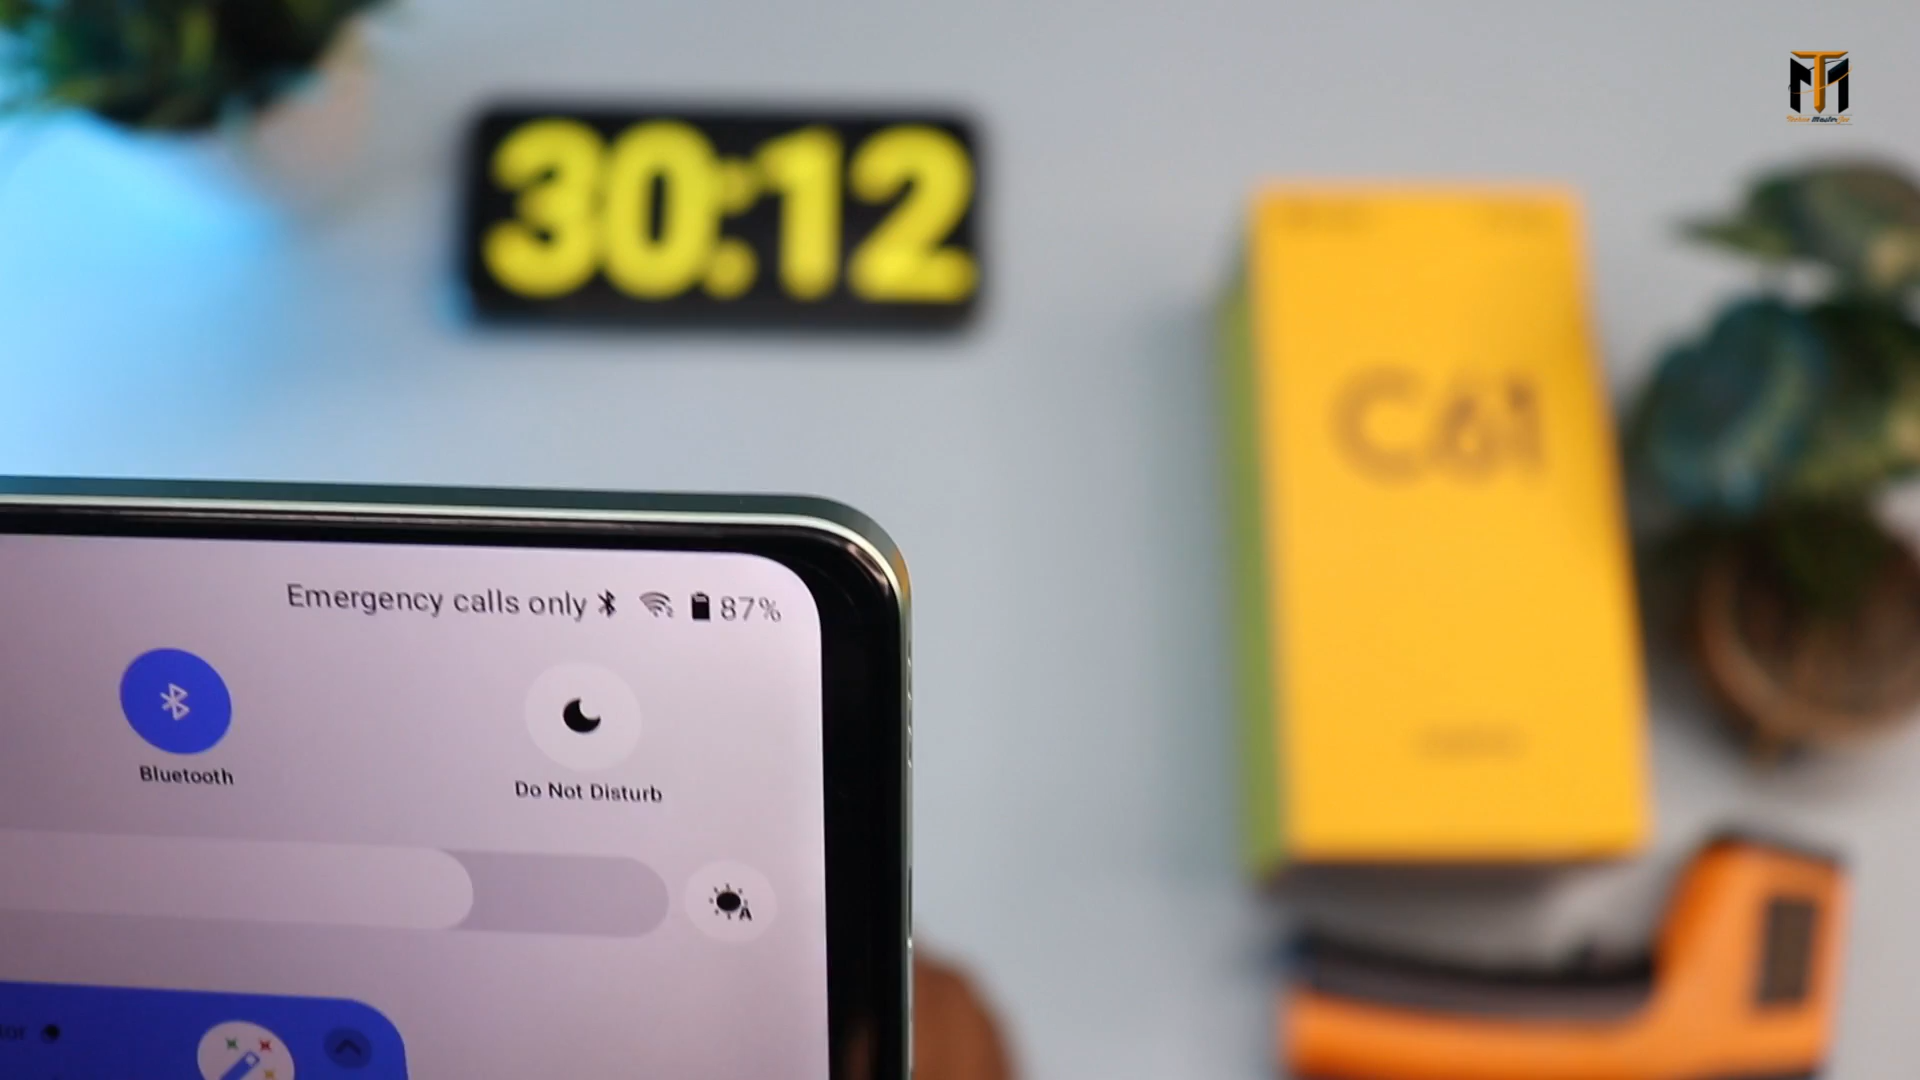 30:12
C61
Emergency calls only 87%
Bluetooth
Do Not Disturb
A